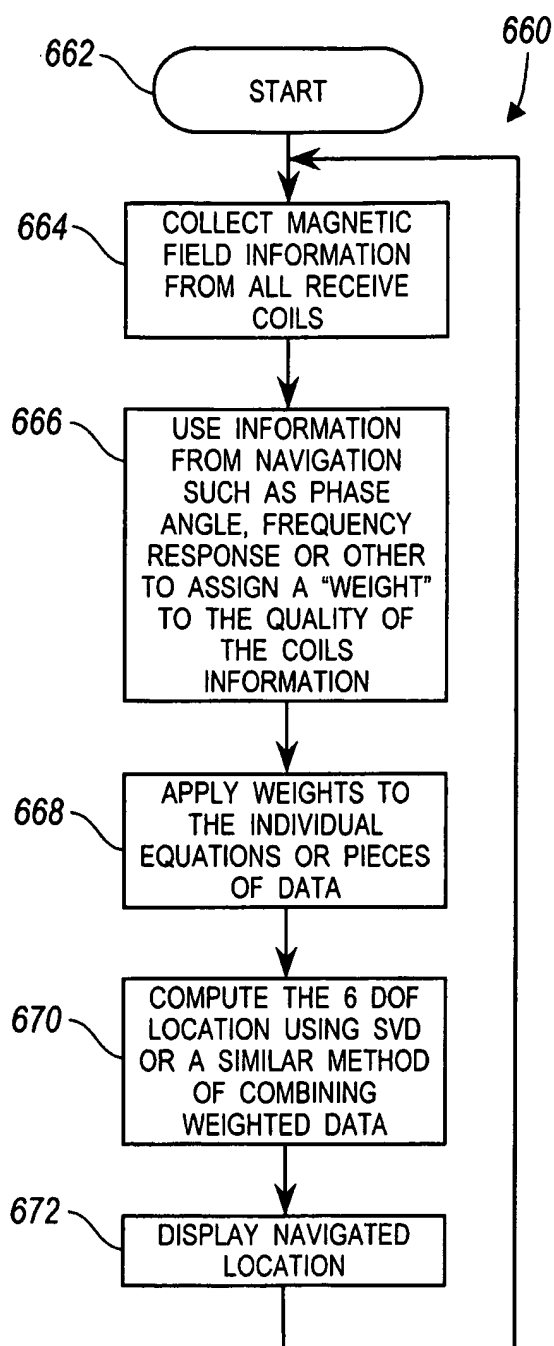 660
662
START
664
COLLECT MAGNETIC
FIELD INFORMATION
FROM ALL RECEIVE
COILS
666
USE INFORMATION
FROM NAVIGATION
SUCH AS PHASE
ANGLE, FREQUENCY
RESPONSE OR OTHER
TO ASSIGN A "WEIGHT"
TO THE QUALITY OF
THE COILS
INFORMATION
668
APPLY WEIGHTS TO
THE INDIVIDUAL
EQUATIONS OR PIECES
OF DATA
670
COMPUTE THE 6 DOF
LOCATION USING SVD
OR A SIMILAR METHOD
OF COMBINING
WEIGHTED DATA
672
DISPLAY NAVIGATED
LOCATION